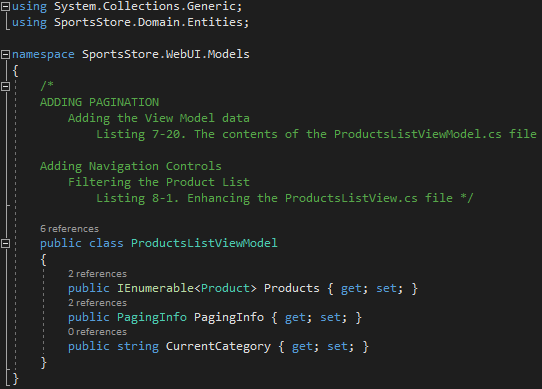 using System.Collections.Generic;
using SportsStore.Domain.Entities;

namespace SportsStore.WebUI.Models
{
    /*
    ADDING PAGINATION
        Adding the View Model data
            Listing 7-20. The contents of the ProductsListViewModel.cs file

    Adding Navigation Controls
        Filtering the Product List
            Listing 8-1. Enhancing the ProductsListView.cs file */

    6 references
    public class ProductsListViewModel
    {
        2 references
        public IEnumerable<Product> Products { get; set; }
        2 references
        public PagingInfo PagingInfo { get; set; }
        0 references
        public string CurrentCategory { get; set; }
    }
}